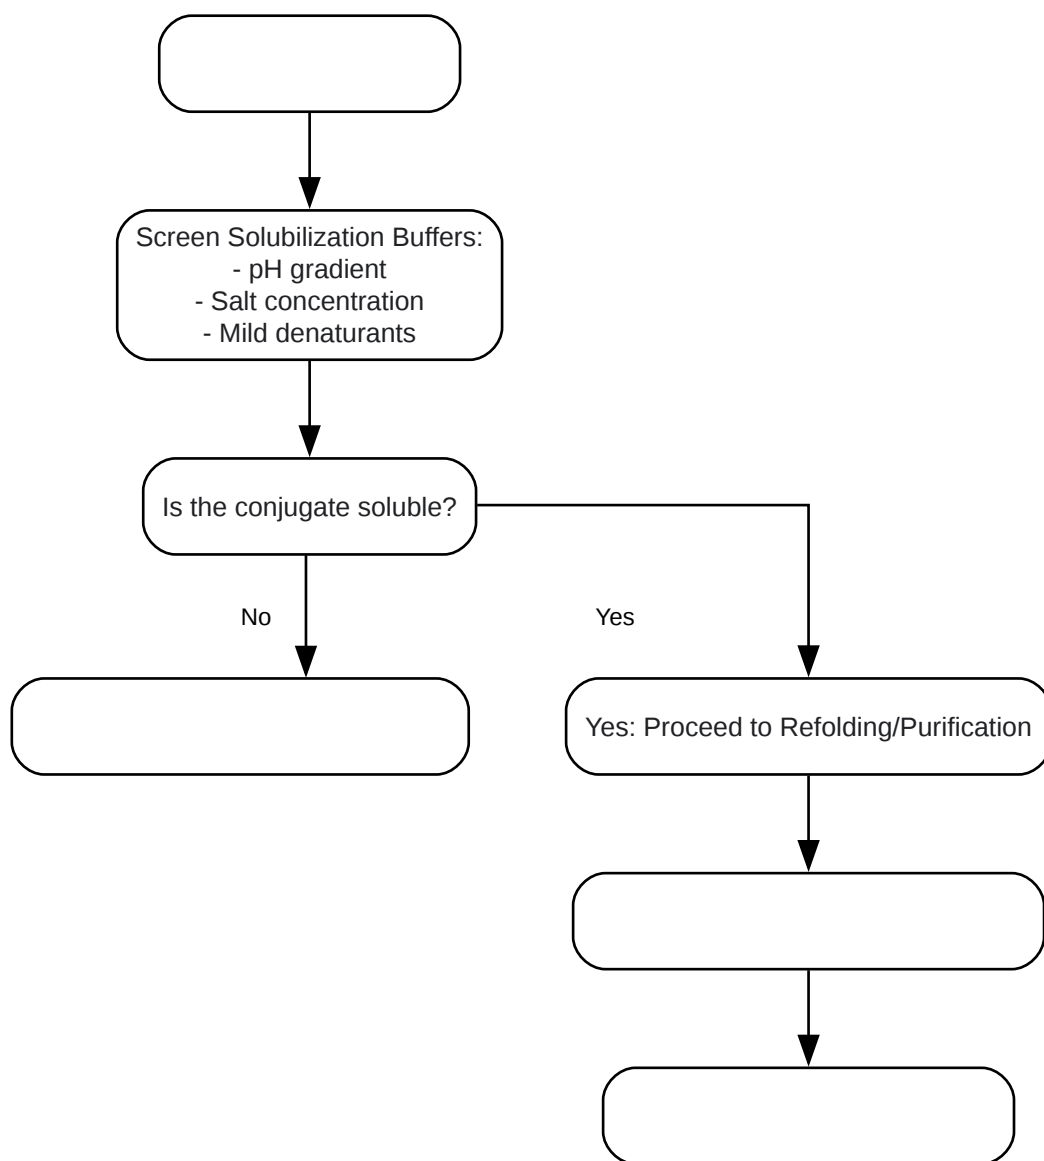 Screen Solubilization Buffers:
- pH gradient
- Salt concentration
- Mild denaturants
Is the conjugate soluble?
No
Yes
Yes: Proceed to Refolding/Purification